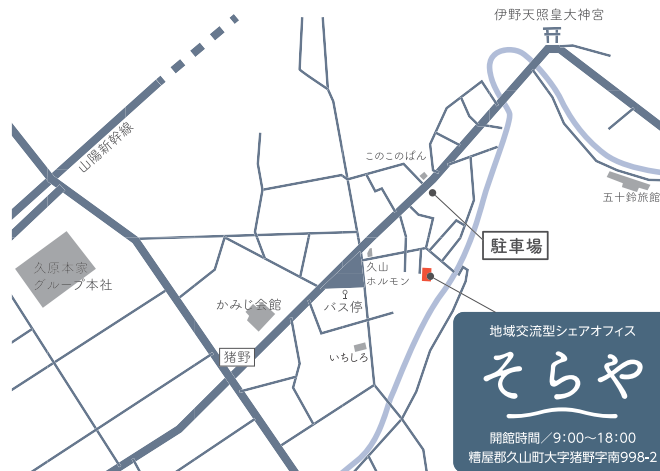 伊野天照皇大神宮
山陽新幹線
このこのぱん
五十鈴旅館
駐車場
久原本家
グループ本社
久山
ホルモン
かみじ会館
バス停
猪野
いちしろ
地域交流型シェアオフィス
そらや
開館時間／9:00〜18:00
糟屋郡久山町大字猪野字南998-2